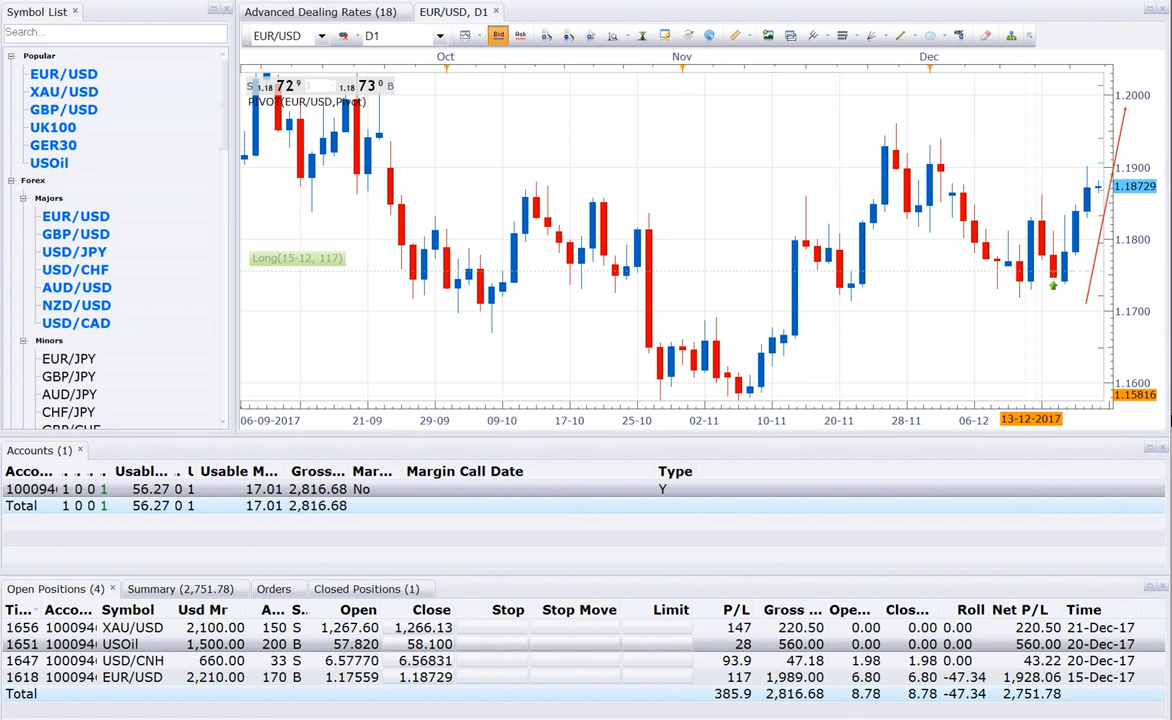 Symbol List ×
Search...
Popular
EUR/USD
XAU/USD
GBP/USD
UK100
GER30
USOil
Forex
Majors
EUR/USD
GBP/USD
USD/JPY
USD/CHF
AUD/USD
NZD/USD
USD/CAD
Minors
EUR/JPY
GBP/JPY
AUD/JPY
CHF/JPY
GBP/CHF
Advanced Dealing Rates (18) EUR/USD, D1 ×
EUR/USD D1 Bid Ask
Oct Nov Dec
S 1.18 72 9 1 1.18 73 0 B
PIVOT(EUR/USD,Pivot)
Long(15-12, 117)
1.2000
1.1900
1.18729
1.1800
1.1700
1.1600
1.15816
06-09-2017 21-09 09-10 17-10 25-10 02-11 10-11 20-11 28-11 06-12 13-12-2017
Accounts (1) ×
Acco... . . . . Usabl... . U Usable M... Gross... Mar... Margin Call Date Type
1000940 1 0 0 1 56.27 0 1 17.01 2,816.68 No Y
Total 1 0 0 1 56.27 0 1 17.01 2,816.68
Open Positions (4) × Summary (2,751.78) Orders Closed Positions (1)
Ti... Acco... Symbol Usd Mr A... S.. Open Close Stop Stop Move Limit P/L Gross ... Ope... Clos... Roll Net P/L Time
1656 1000940 XAU/USD 2,100.00 150 S 1,267.60 1,266.13 147 220.50 0.00 0.00 0.00 220.50 21-Dec-17
1651 1000940 USOil 1,500.00 200 B 57.820 58.100 28 560.00 0.00 0.00 0.00 560.00 20-Dec-17
1647 1000940 USD/CNH 660.00 33 S 6.57770 6.56831 93.9 47.18 1.98 1.98 0.00 43.22 20-Dec-17
1618 1000940 EUR/USD 2,210.00 170 B 1.17559 1.18729 117 1,989.00 6.80 6.80 -47.34 1,928.06 15-Dec-17
Total 385.9 2,816.68 8.78 8.78 -47.34 2,751.78